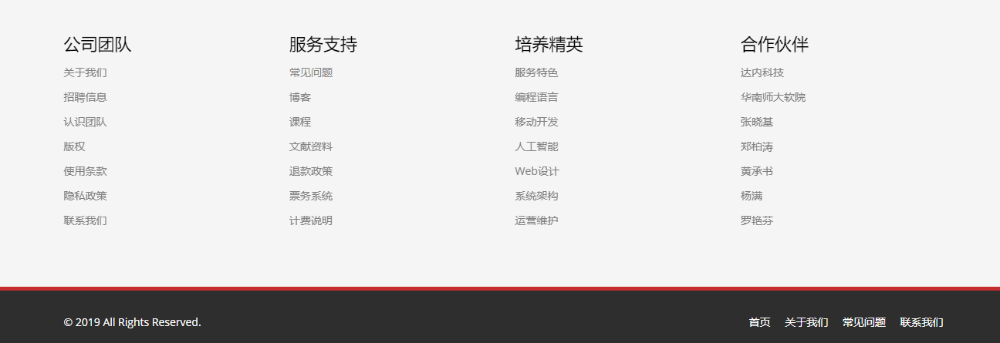 公司团队
关于我们
招聘信息
认识团队
版权
使用条款
隐私政策
联系我们
服务支持
常见问题
博客
课程
文献资料
退款政策
票务系统
计费说明
培养精英
服务特色
编程语言
移动开发
人工智能
Web设计
系统架构
运营维护
合作伙伴
达内科技
华南师大软院
张晓基
郑柏涛
黄承书
杨满
罗艳芬
© 2019 All Rights Reserved.
首页 关于我们 常见问题 联系我们